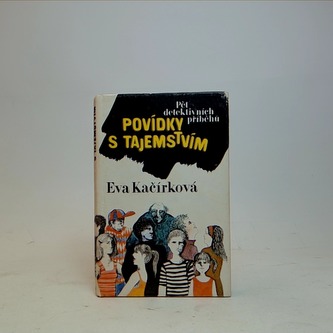 Pět
detektivních
příběhů
POVÍDKY
S TAJEMSTVÍM
Eva Kačírková